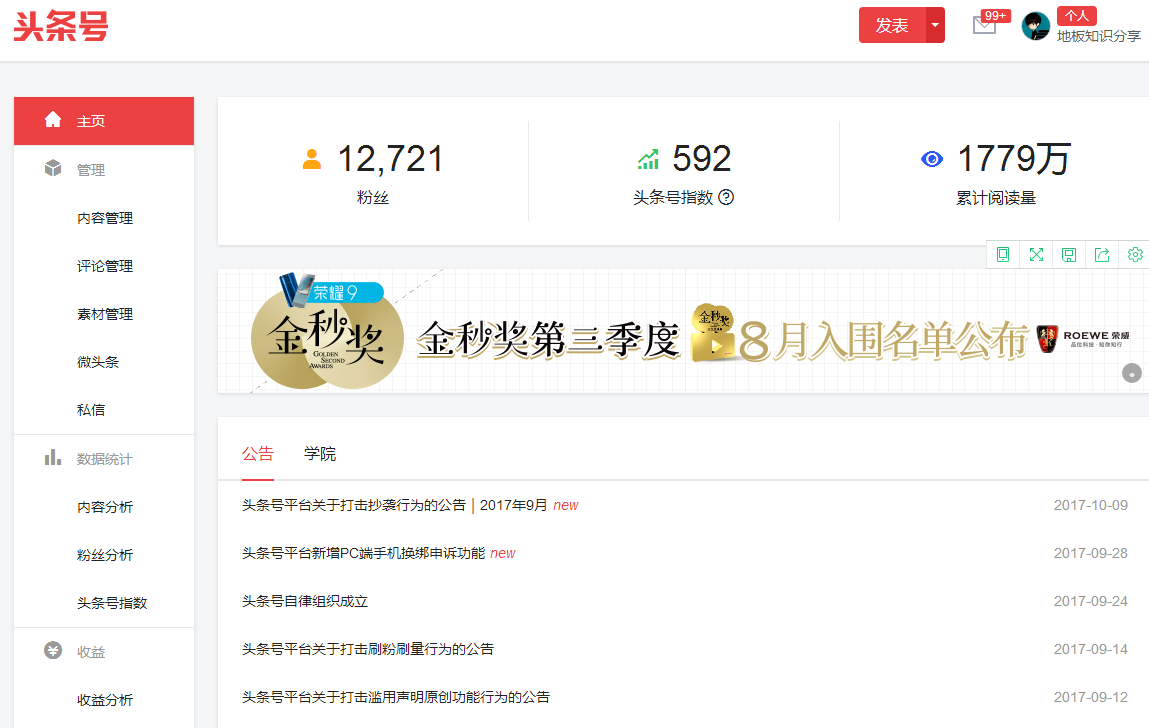 头条号
发表
99+
个人
地板知识分享
主页
管理
内容管理
评论管理
素材管理
微头条
私信
数据统计
内容分析
粉丝分析
头条号指数
收益
收益分析
12,721
粉丝
592
头条号指数
1779万
累计阅读量
荣耀9
金秒奖
GOLDEN
SECOND
AWARDS
金秒奖第三季度
金秒奖
8月入围名单公布
ROEWE 荣威
品位科技·知你知行
公告
学院
头条号平台关于打击抄袭行为的公告 | 2017年9月 new 2017-10-09
头条号平台新增PC端手机换绑申诉功能 new 2017-09-28
头条号自律组织成立 2017-09-24
头条号平台关于打击刷粉刷量行为的公告 2017-09-14
头条号平台关于打击滥用声明原创功能行为的公告 2017-09-12